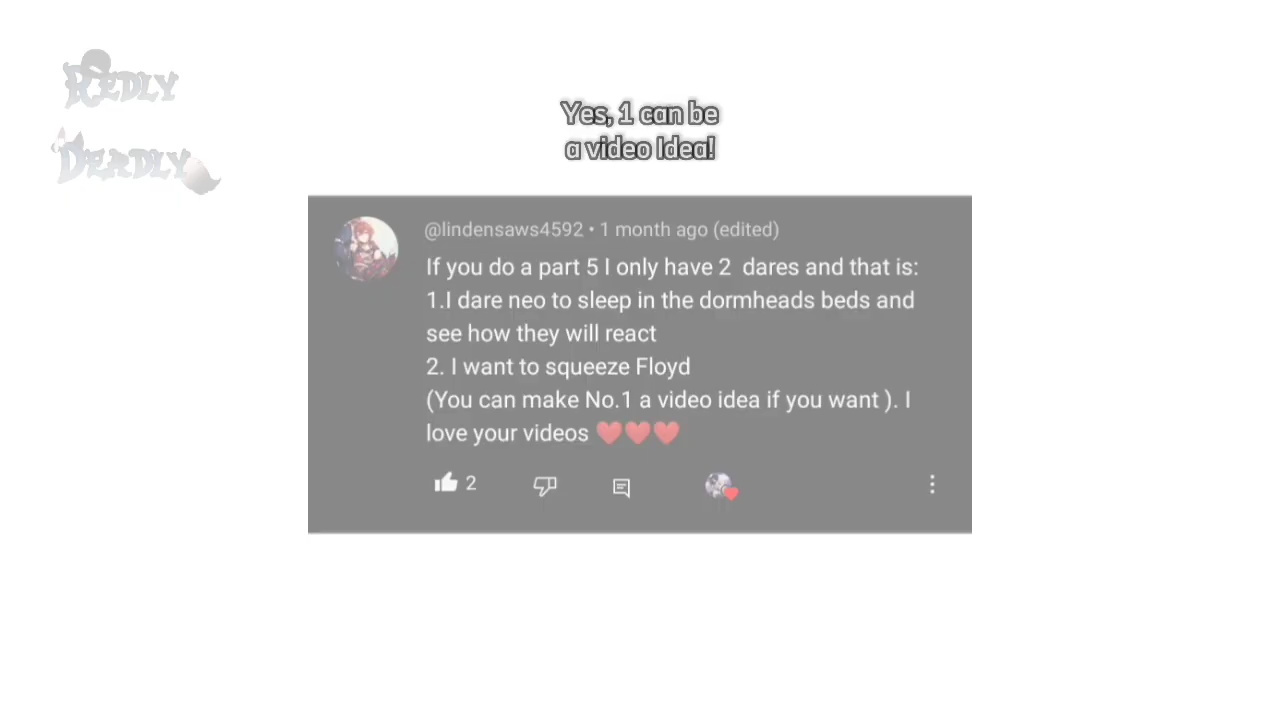 REDLY
DEADLY
Yes, 1 can be
a video Idea!
@lindensaws4592 • 1 month ago (edited)
If you do a part 5 I only have 2 dares and that is:
1.I dare neo to sleep in the dormheads beds and
see how they will react
2. I want to squeeze Floyd
(You can make No.1 a video idea if you want ). I
love your videos ❤️❤️❤️
2